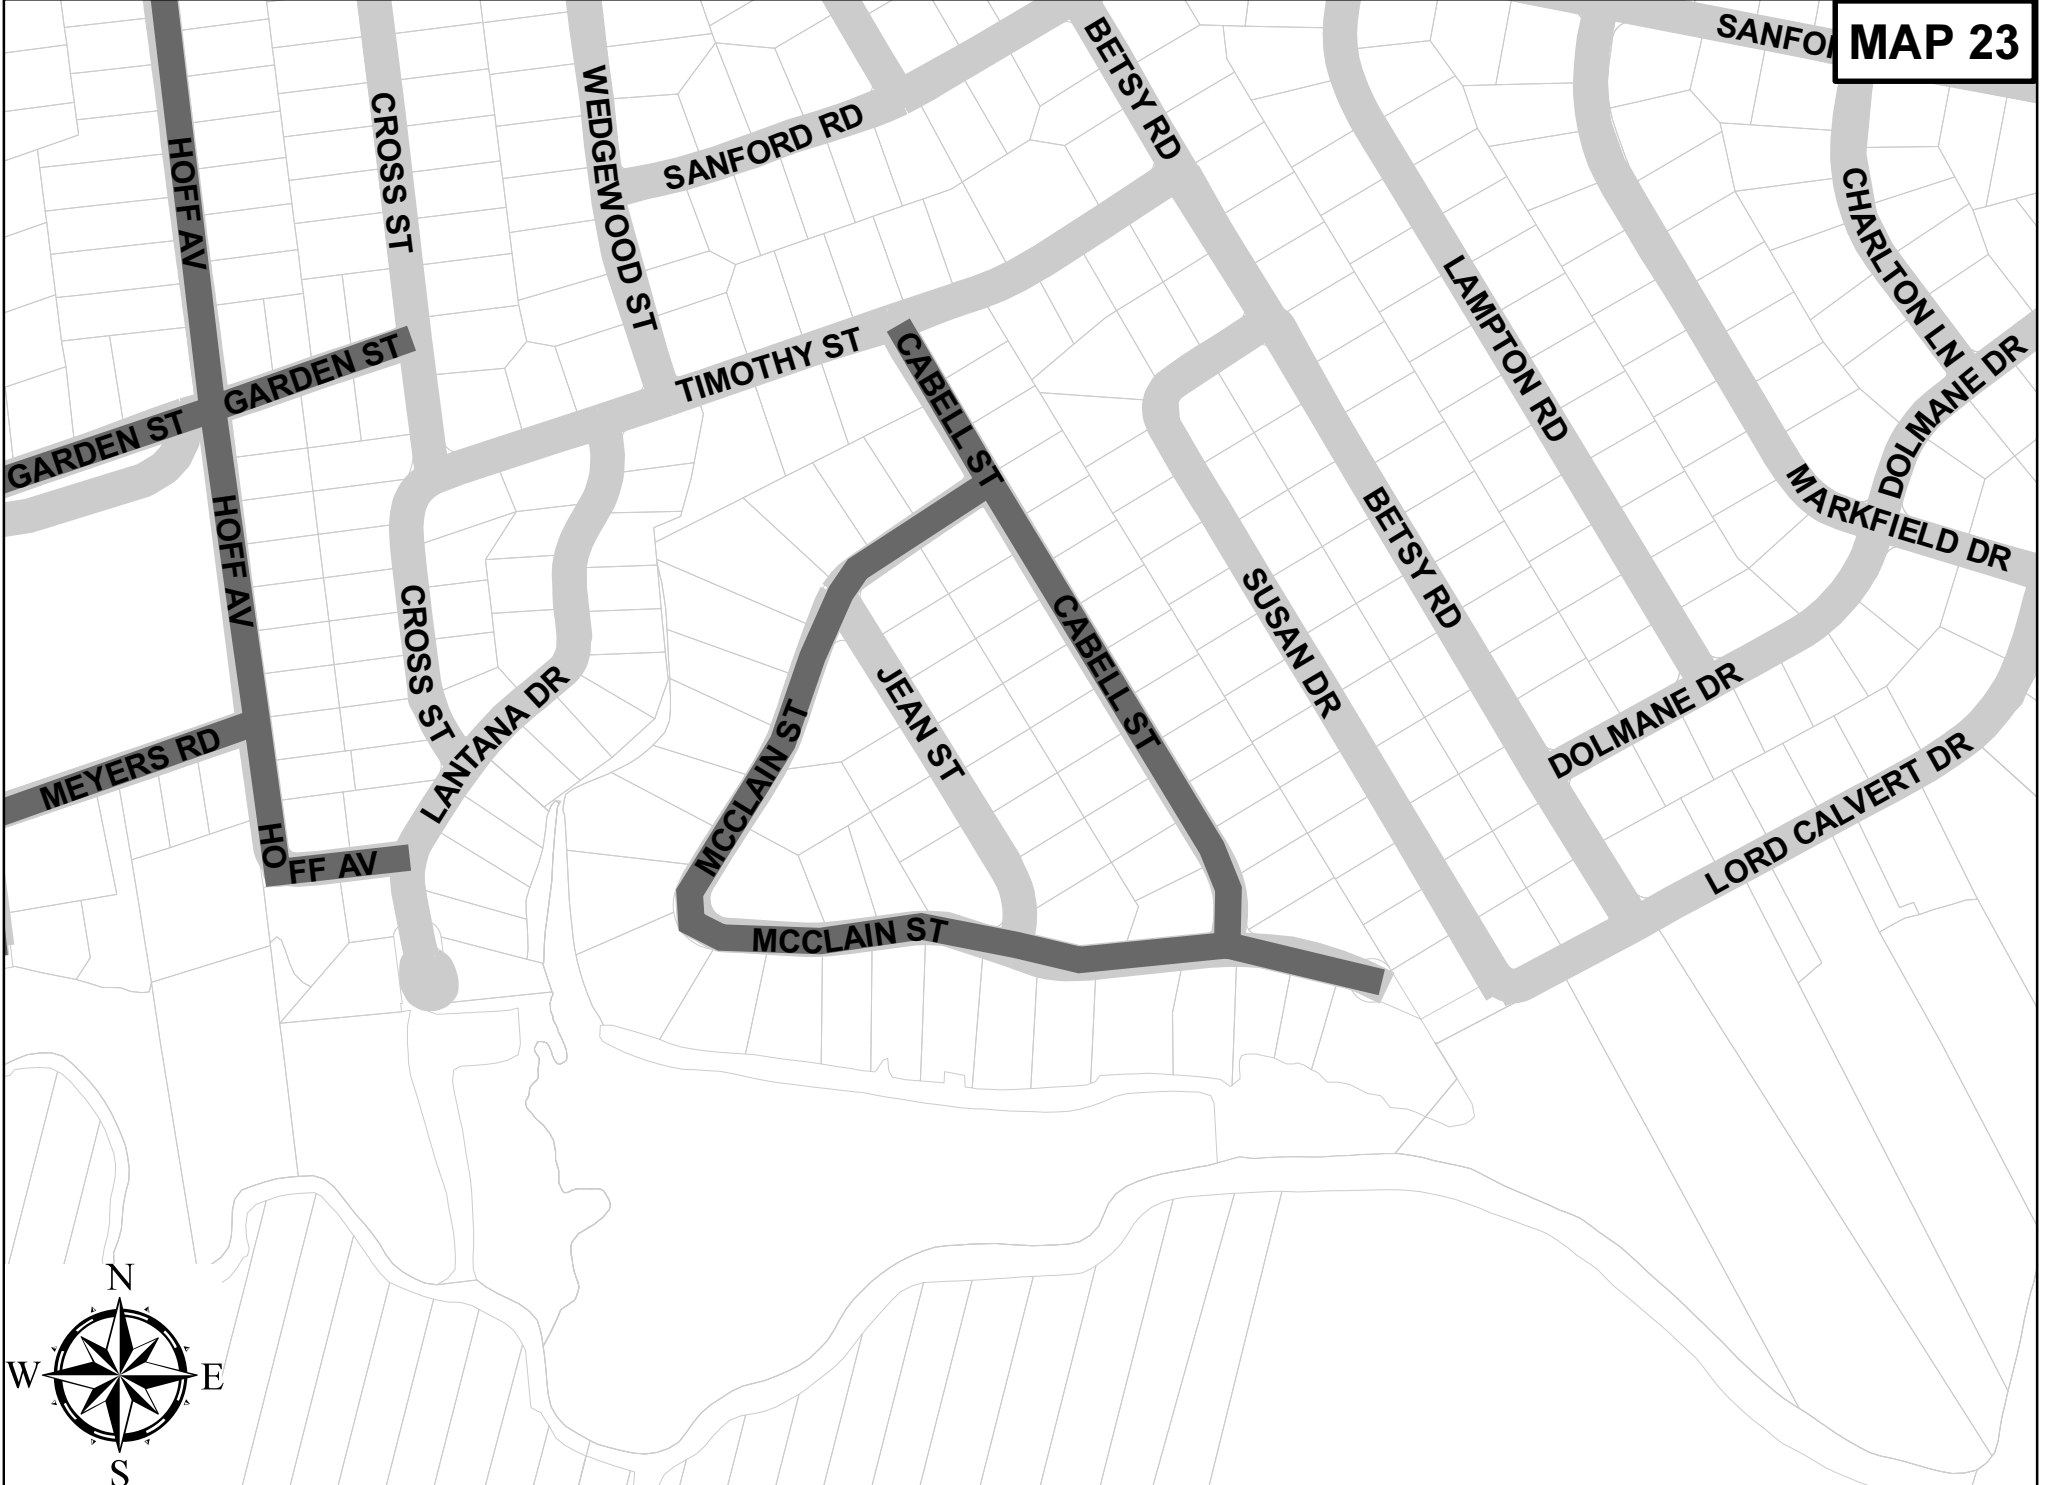 MAP 23
SANFO
BETSY RD
WEDGEWOOD ST
CROSS ST
SANFORD RD
HOFF AV
CHARLTON LN
LAMPTON RD
TIMOTHY ST
CABELL ST
GARDEN ST
DOLMANE DR
GARDEN ST
MARKFIELD DR
BETSY RD
HOFF AV
SUSAN DR
CROSS ST
CABELL ST
JEAN ST
LANTANA DR
DOLMANE DR
MCCLAIN ST
MEYERS RD
LORD CALVERT DR
HOFF AV
MCCLAIN ST
N
W
E
S